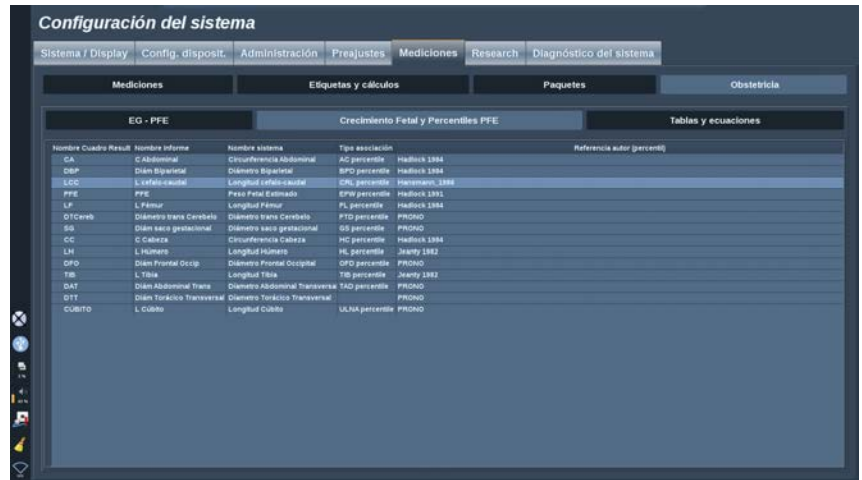 Configuración del sistema
Sistema / Display Config. disposit. Administración Preajustes Mediciones Research Diagnóstico del sistema
Mediciones Etiquetas y cálculos Paquetes Obstetricia
EG - PFE Crecimiento Fetal y Percentiles PFE Tablas y ecuaciones
Nombre Cuadro Result Nombre informe Nombre sistema Tipo asociación Referencia autor (percentil)
CA C Abdominal Circunferencia Abdominal AC percentile Hadlock 1984
DBP Diám Biparietal Diámetro Biparietal BPD percentile Hadlock 1984
LCC L cefalo-caudal Longitud cefalo-caudal CRL percentile Hansmann_1986
PFE PFE Peso Fetal Estimado EFW percentile Hadlock 1991
LF L Fémur Longitud Fémur FL percentile Hadlock 1984
DTCereb Diámetro trans Cerebelo Diámetro trans Cerebelo FTD percentile PRONO
SG Diám saco gestacional Diámetro saco gestacional GS percentile PRONO
CC C Cabeza Circunferencia Cabeza HC percentile Hadlock 1984
LH L Húmero Longitud Húmero HL percentile Jeanty 1982
DFO Diám Frontal Occip Diámetro Frontal Occipital OFD percentile PRONO
TIB L Tibia Longitud Tibia TIB percentile Jeanty 1982
DAT Diám Abdominal Trans Diámetro Abdominal Transversa TAD percentile PRONO
DTT Diám Torácico Transversal Diámetro Torácico Transversal PRONO
CÚBITO L Cúbito Longitud Cúbito ULNA percentile PRONO